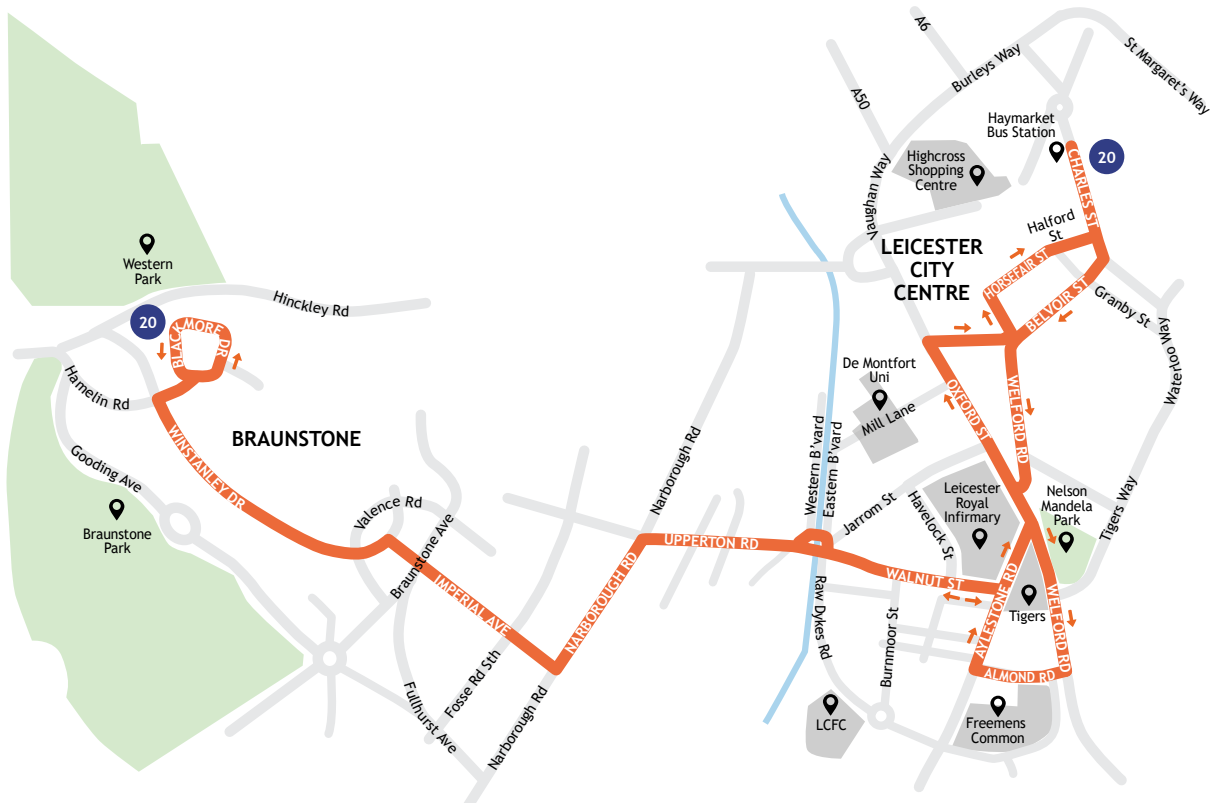 A6
Burleys Way
St Margaret's Way
A50
Haymarket
Bus Station
20
Highcross
Shopping
Centre
Vaughan Way
CHARLES ST
Halford
St
LEICESTER
CITY
CENTRE
HORSEFAIR ST
BELVOIR ST
Granby St
Waterloo Way
Western
Park
Hinckley Rd
20
BLACKMORE DR
Hamelin Rd
WINSTANLEY DR
BRAUNSTONE
Gooding Ave
Braunstone
Park
Valence Rd
Braunstone Ave
IMPERIAL AVE
Fosse Rd Sth
Fullhurst Ave
Narborough Rd
NARBOROUGH RD
Narborough Rd
UPPERTON RD
De Montfort
Uni
Mill Lane
OXFORD ST
WELFORD RD
Western B'vard
Eastern B'vard
Jarrom St
Havelock St
Leicester
Royal
Infirmary
Nelson
Mandela
Park
Tigers Way
WALNUT ST
AYLESTONE RD
Tigers
WELFORD RD
ALMOND RD
Raw Dykes Rd
Burnmoor St
LCFC
Freemens
Common